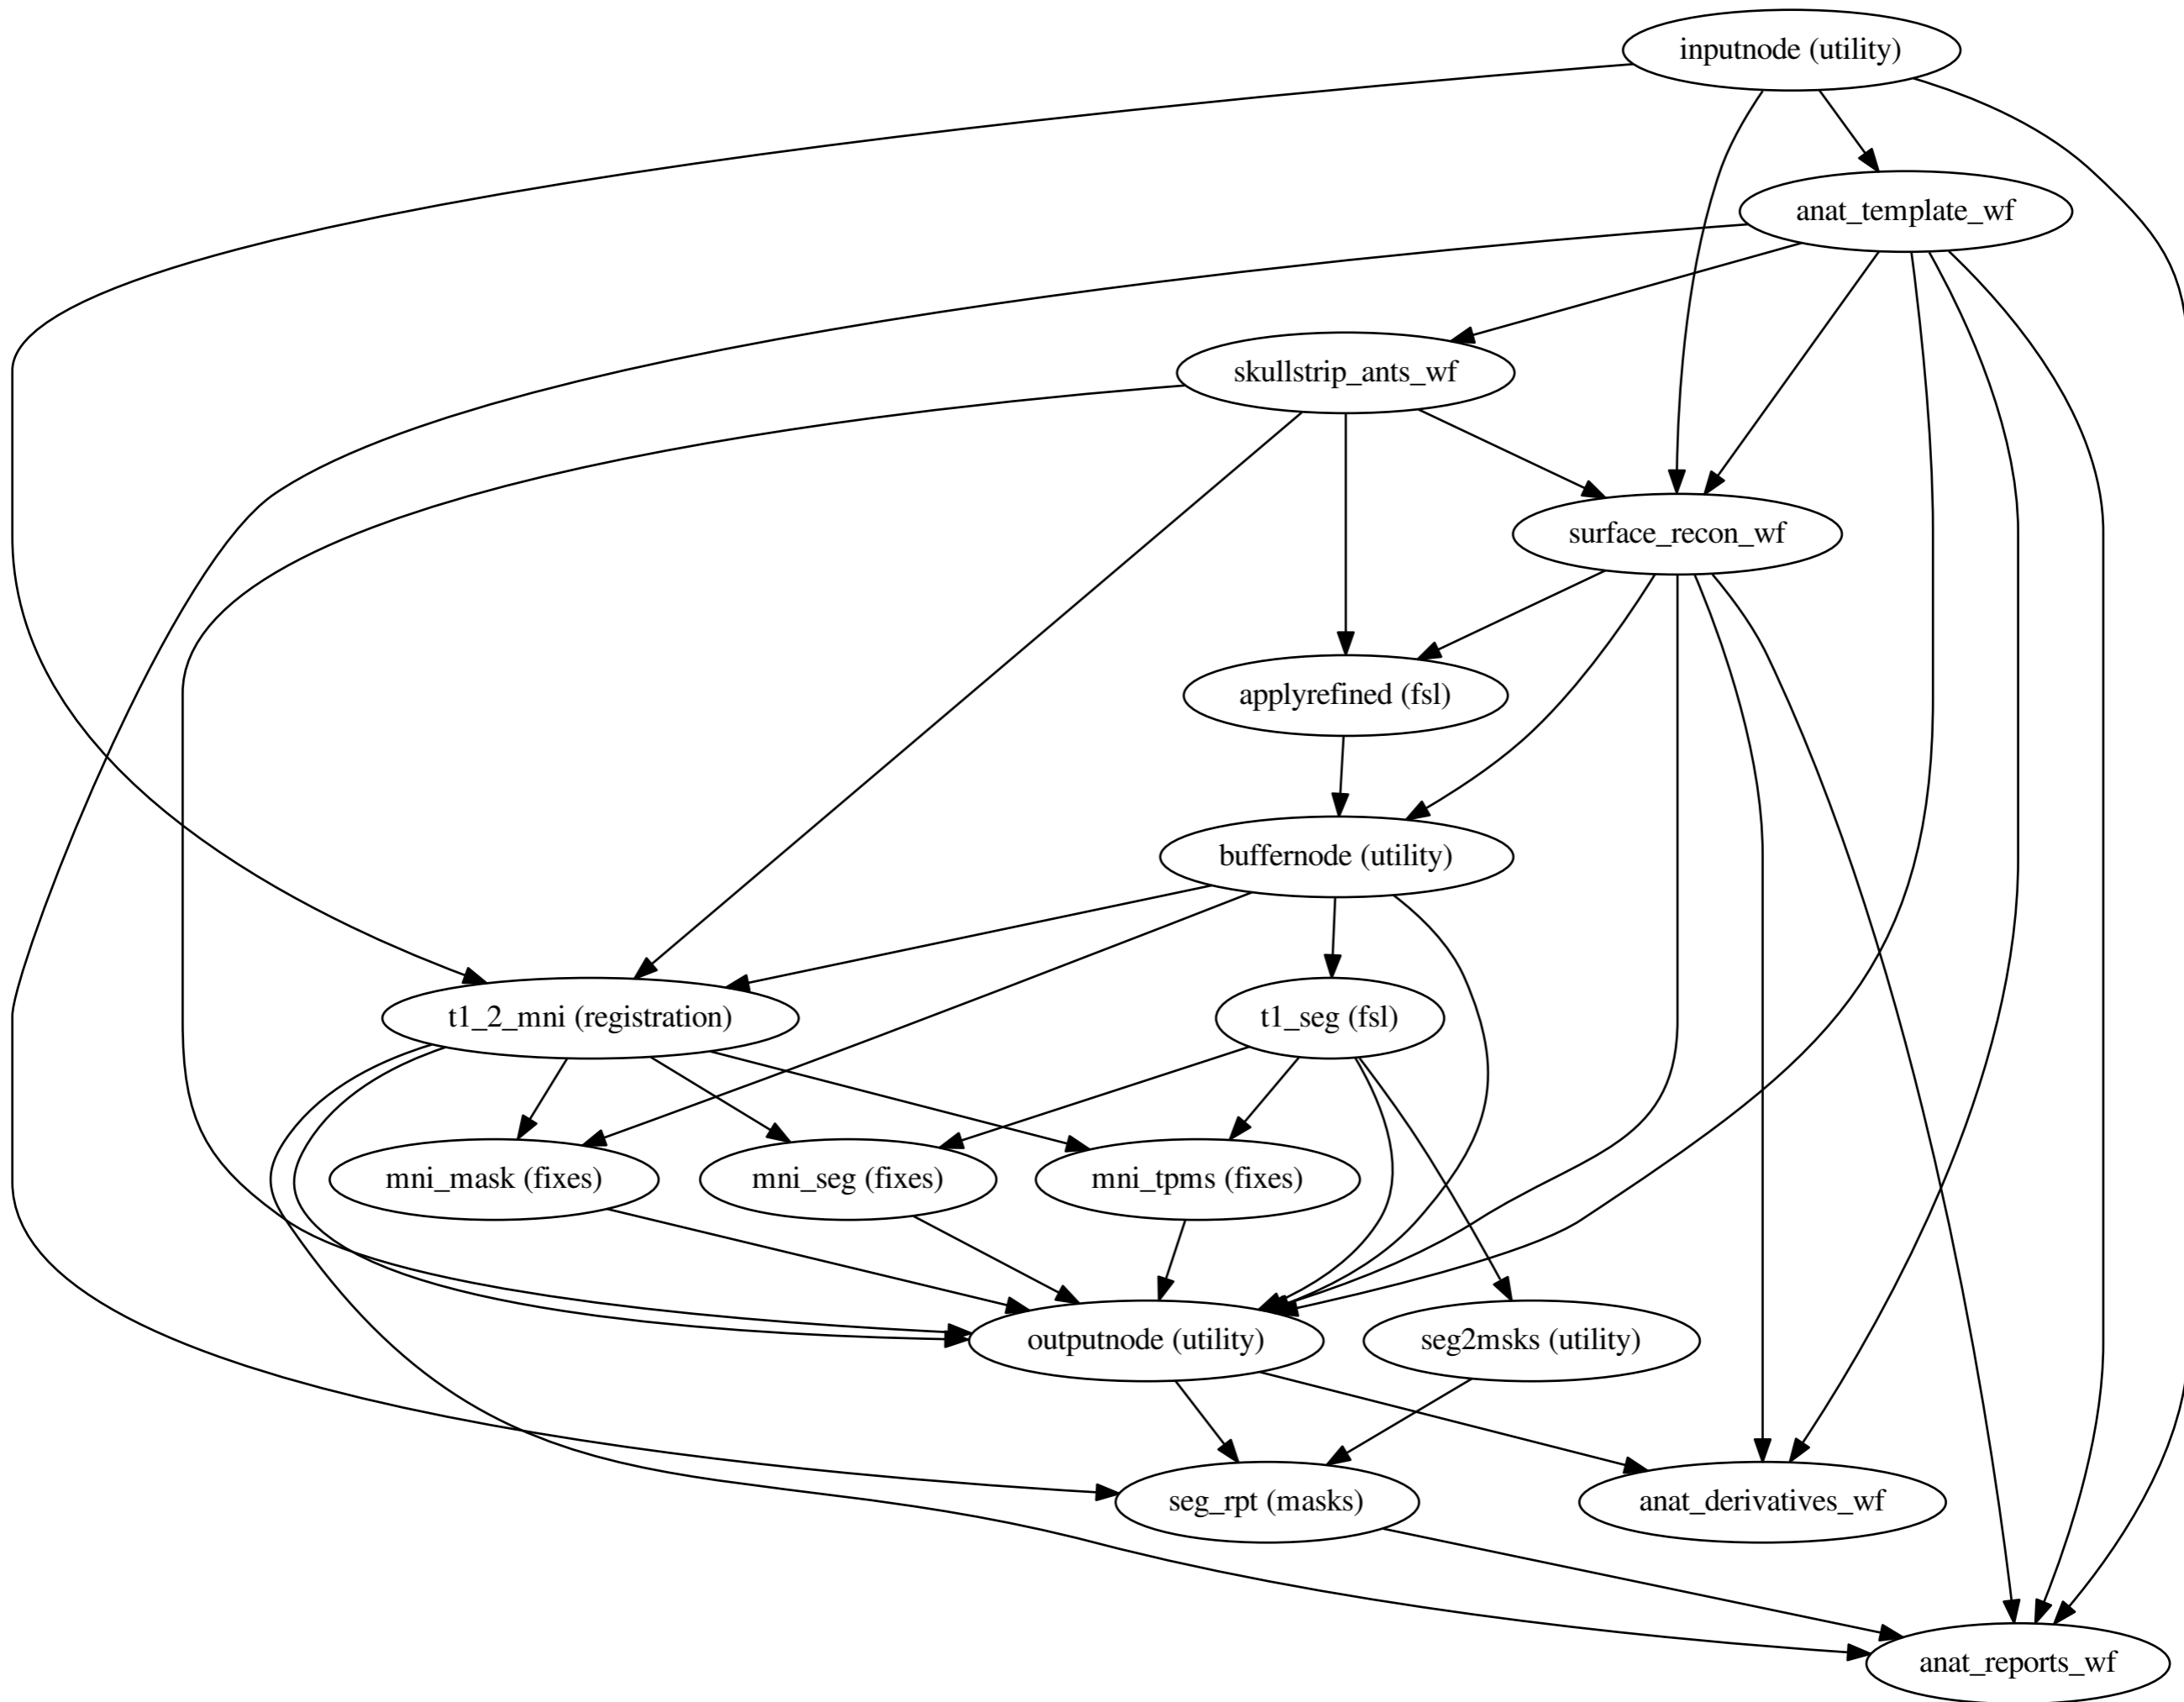 inputnode (utility)
anat_template_wf
skullstrip_ants_wf
surface_recon_wf
applyrefined (fsl)
buffernode (utility)
t1_2_mni (registration)
t1_seg (fsl)
mni_mask (fixes)
mni_seg (fixes)
mni_tpms (fixes)
outputnode (utility)
seg2msks (utility)
seg_rpt (masks)
anat_derivatives_wf
anat_reports_wf